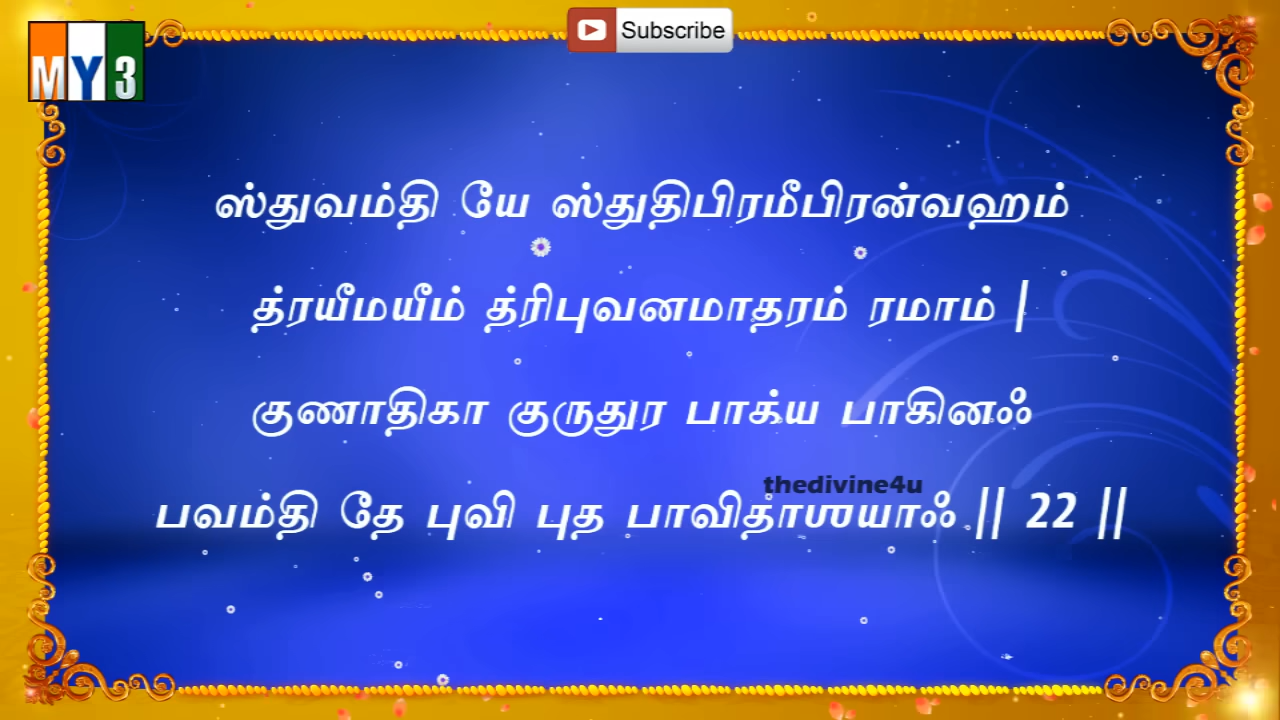 MY3
Subscribe
ஸ்துவம்தி யே ஸ்துதிபிரமீபிரன்வஹம்
த்ரயீமயீம் த்ரிபுவனமாதரம் ரமாம் |
குணாதிகா குருதுர பாக்ய பாகினஃ
thedivine4u
பவம்தி தே புவி புத பாவிதாஶயாஃ || 22 ||